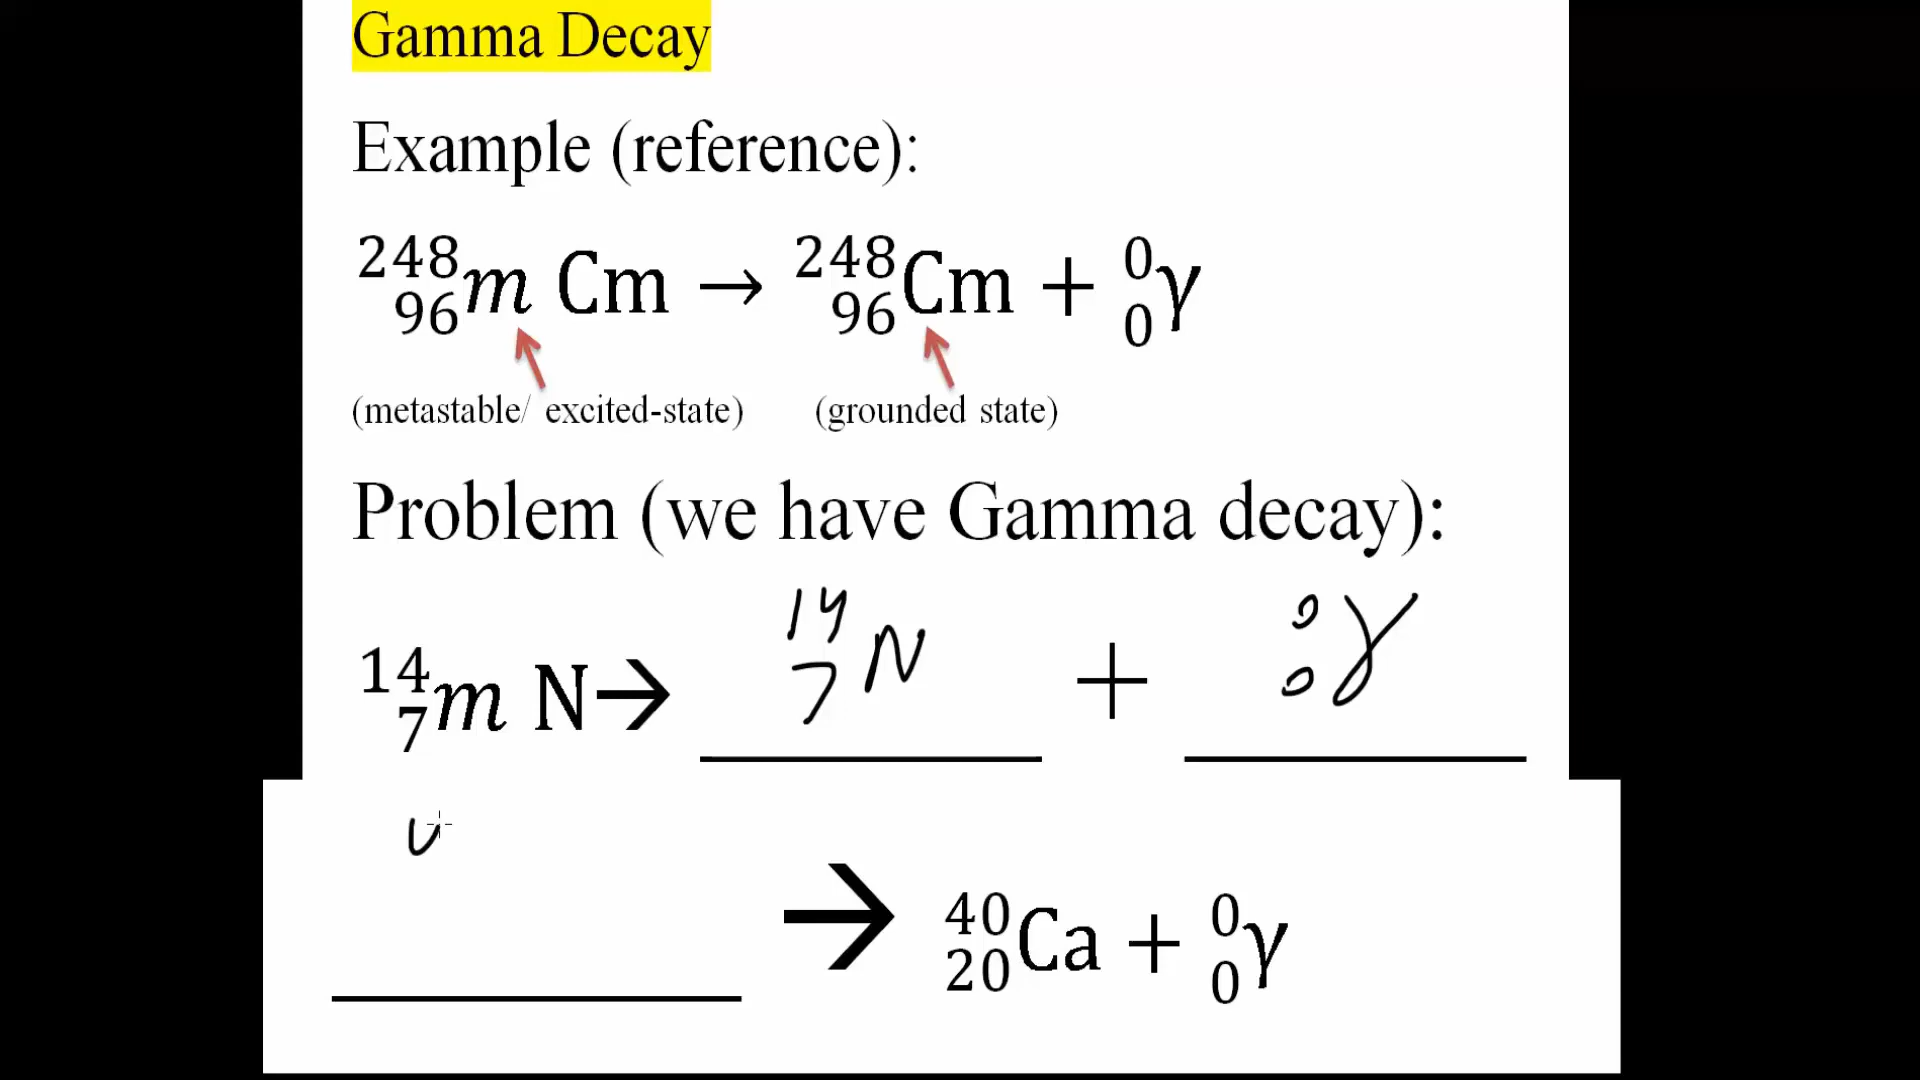 Gamma Decay
Example (reference):
²⁴⁸₉₆m Cm → ²⁴⁸₉₆Cm + ⁰₀γ
(metastable/ excited-state) (grounded state)
Problem (we have Gamma decay):
¹⁴₇m N→ ¹⁴₇N + ⁰₀γ
→ ⁴⁰₂₀Ca + ⁰₀γ